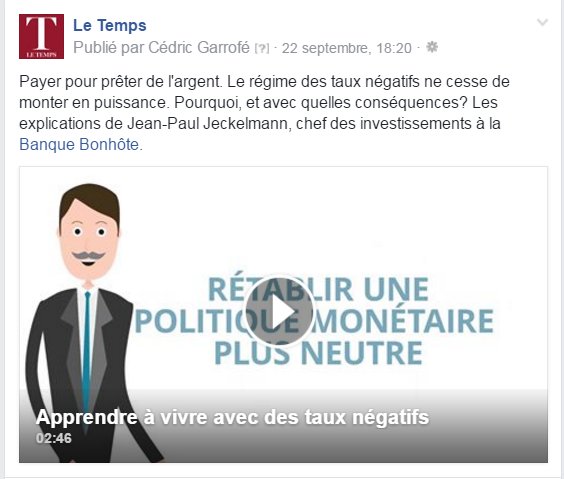 T
LE TEMPS
Le Temps
Publié par Cédric Garrofé [?] · 22 septembre, 18:20 ·
Payer pour prêter de l'argent. Le régime des taux négatifs ne cesse de
monter en puissance. Pourquoi, et avec quelles conséquences? Les
explications de Jean-Paul Jeckelmann, chef des investissements à la
Banque Bonhôte.
RÉTABLIR UNE
POLITIQUE MONÉTAIRE
PLUS NEUTRE
Apprendre à vivre avec des taux négatifs
02:46